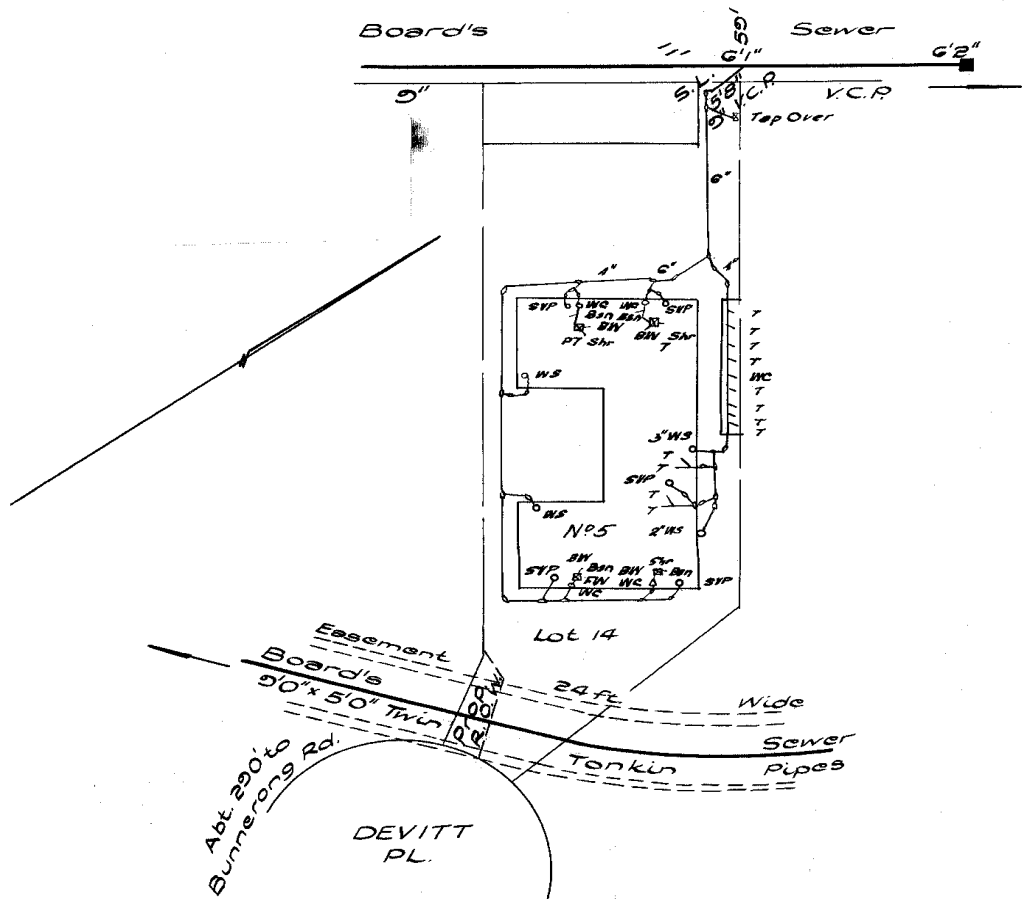 Board's Sewer
59'
6'1"
6'2"
9" V.C.P.
Top Over
6"
4" 6" 4"
SVP WC SVP
Bsn Bsn
BW BW Shr
PT Shr T
T
T
T
T
WC
T
T
T
T
WS
3"WS
T
T
SVP
T
T
WS
Nº5
2"WS
BW Shr
SVP Bsn BW Bsn SVP
FW WC
WC
Lot 14
Easement 24 ft Wide
Board's Sewer
9'0" x 5'0" Twin Tonkin Pipes
PROP
R.W.
Abt. 290' to
Bunnerong Rd.
DEVITT
PL.